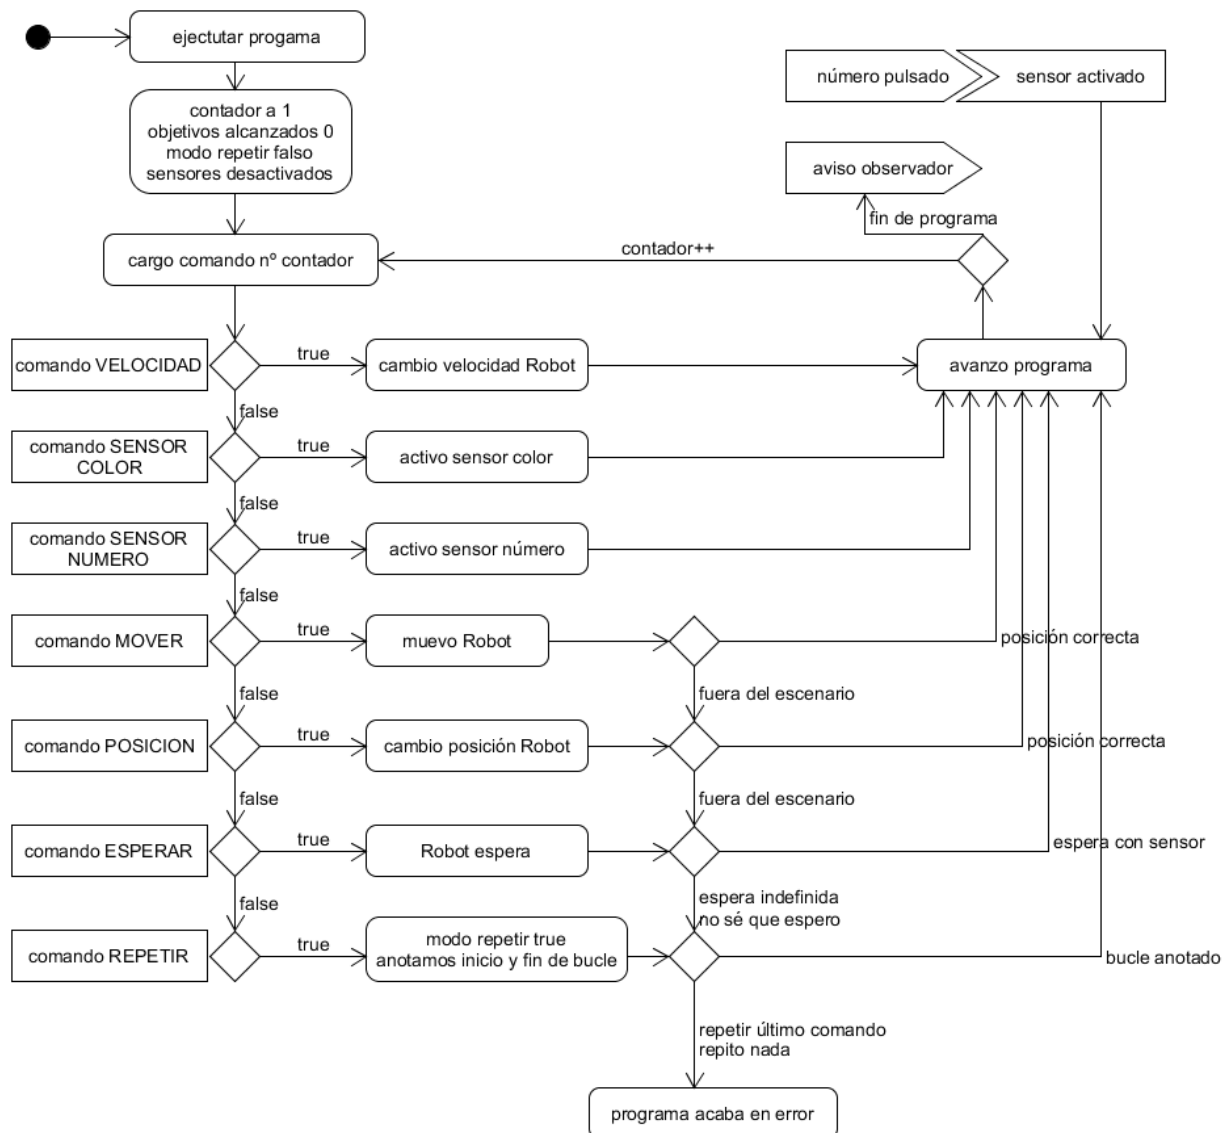 ejectutar progama
número pulsado
sensor activado
contador a 1
objetivos alcanzados 0
modo repetir falso
sensores desactivados
aviso observador
fin de programa
contador++
cargo comando nº contador
comando VELOCIDAD
true
cambio velocidad Robot
avanzo programa
false
comando SENSOR
COLOR
true
activo sensor color
false
comando SENSOR
NUMERO
true
activo sensor número
false
comando MOVER
true
muevo Robot
posición correcta
false
fuera del escenario
comando POSICION
true
cambio posición Robot
posición correcta
false
fuera del escenario
comando ESPERAR
true
Robot espera
espera con sensor
false
espera indefinida
no sé que espero
comando REPETIR
true
modo repetir true
anotamos inicio y fin de bucle
bucle anotado
repetir último comando
repito nada
programa acaba en error